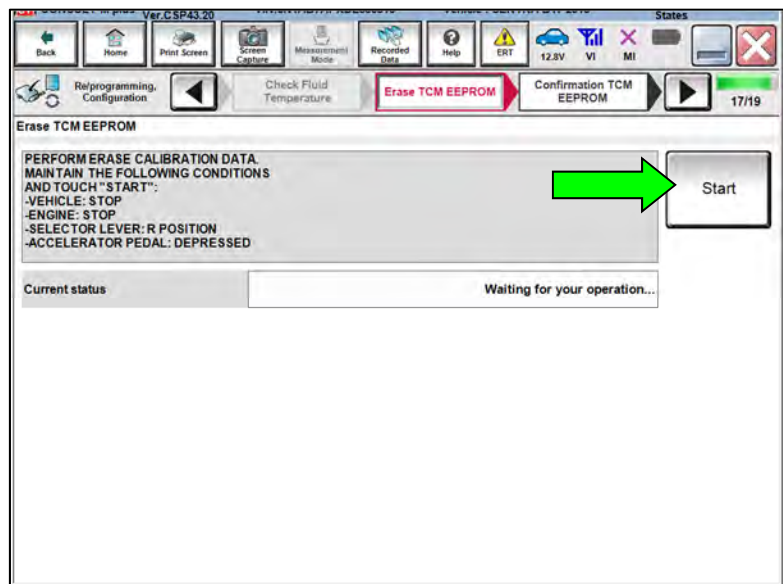 Ver.CSP43.20
States
Back
Home
Print Screen
Screen Capture
Measurement Mode
Recorded Data
Help
ERT
12.8V
VI
MI
Re/programming, Configuration
Check Fluid Temperature
Erase TCM EEPROM
Confirmation TCM EEPROM
17/19
Erase TCM EEPROM
PERFORM ERASE CALIBRATION DATA.
MAINTAIN THE FOLLOWING CONDITIONS
AND TOUCH "START":
-VEHICLE: STOP
-ENGINE: STOP
-SELECTOR LEVER: R POSITION
-ACCELERATOR PEDAL: DEPRESSED
Start
Current status
Waiting for your operation...